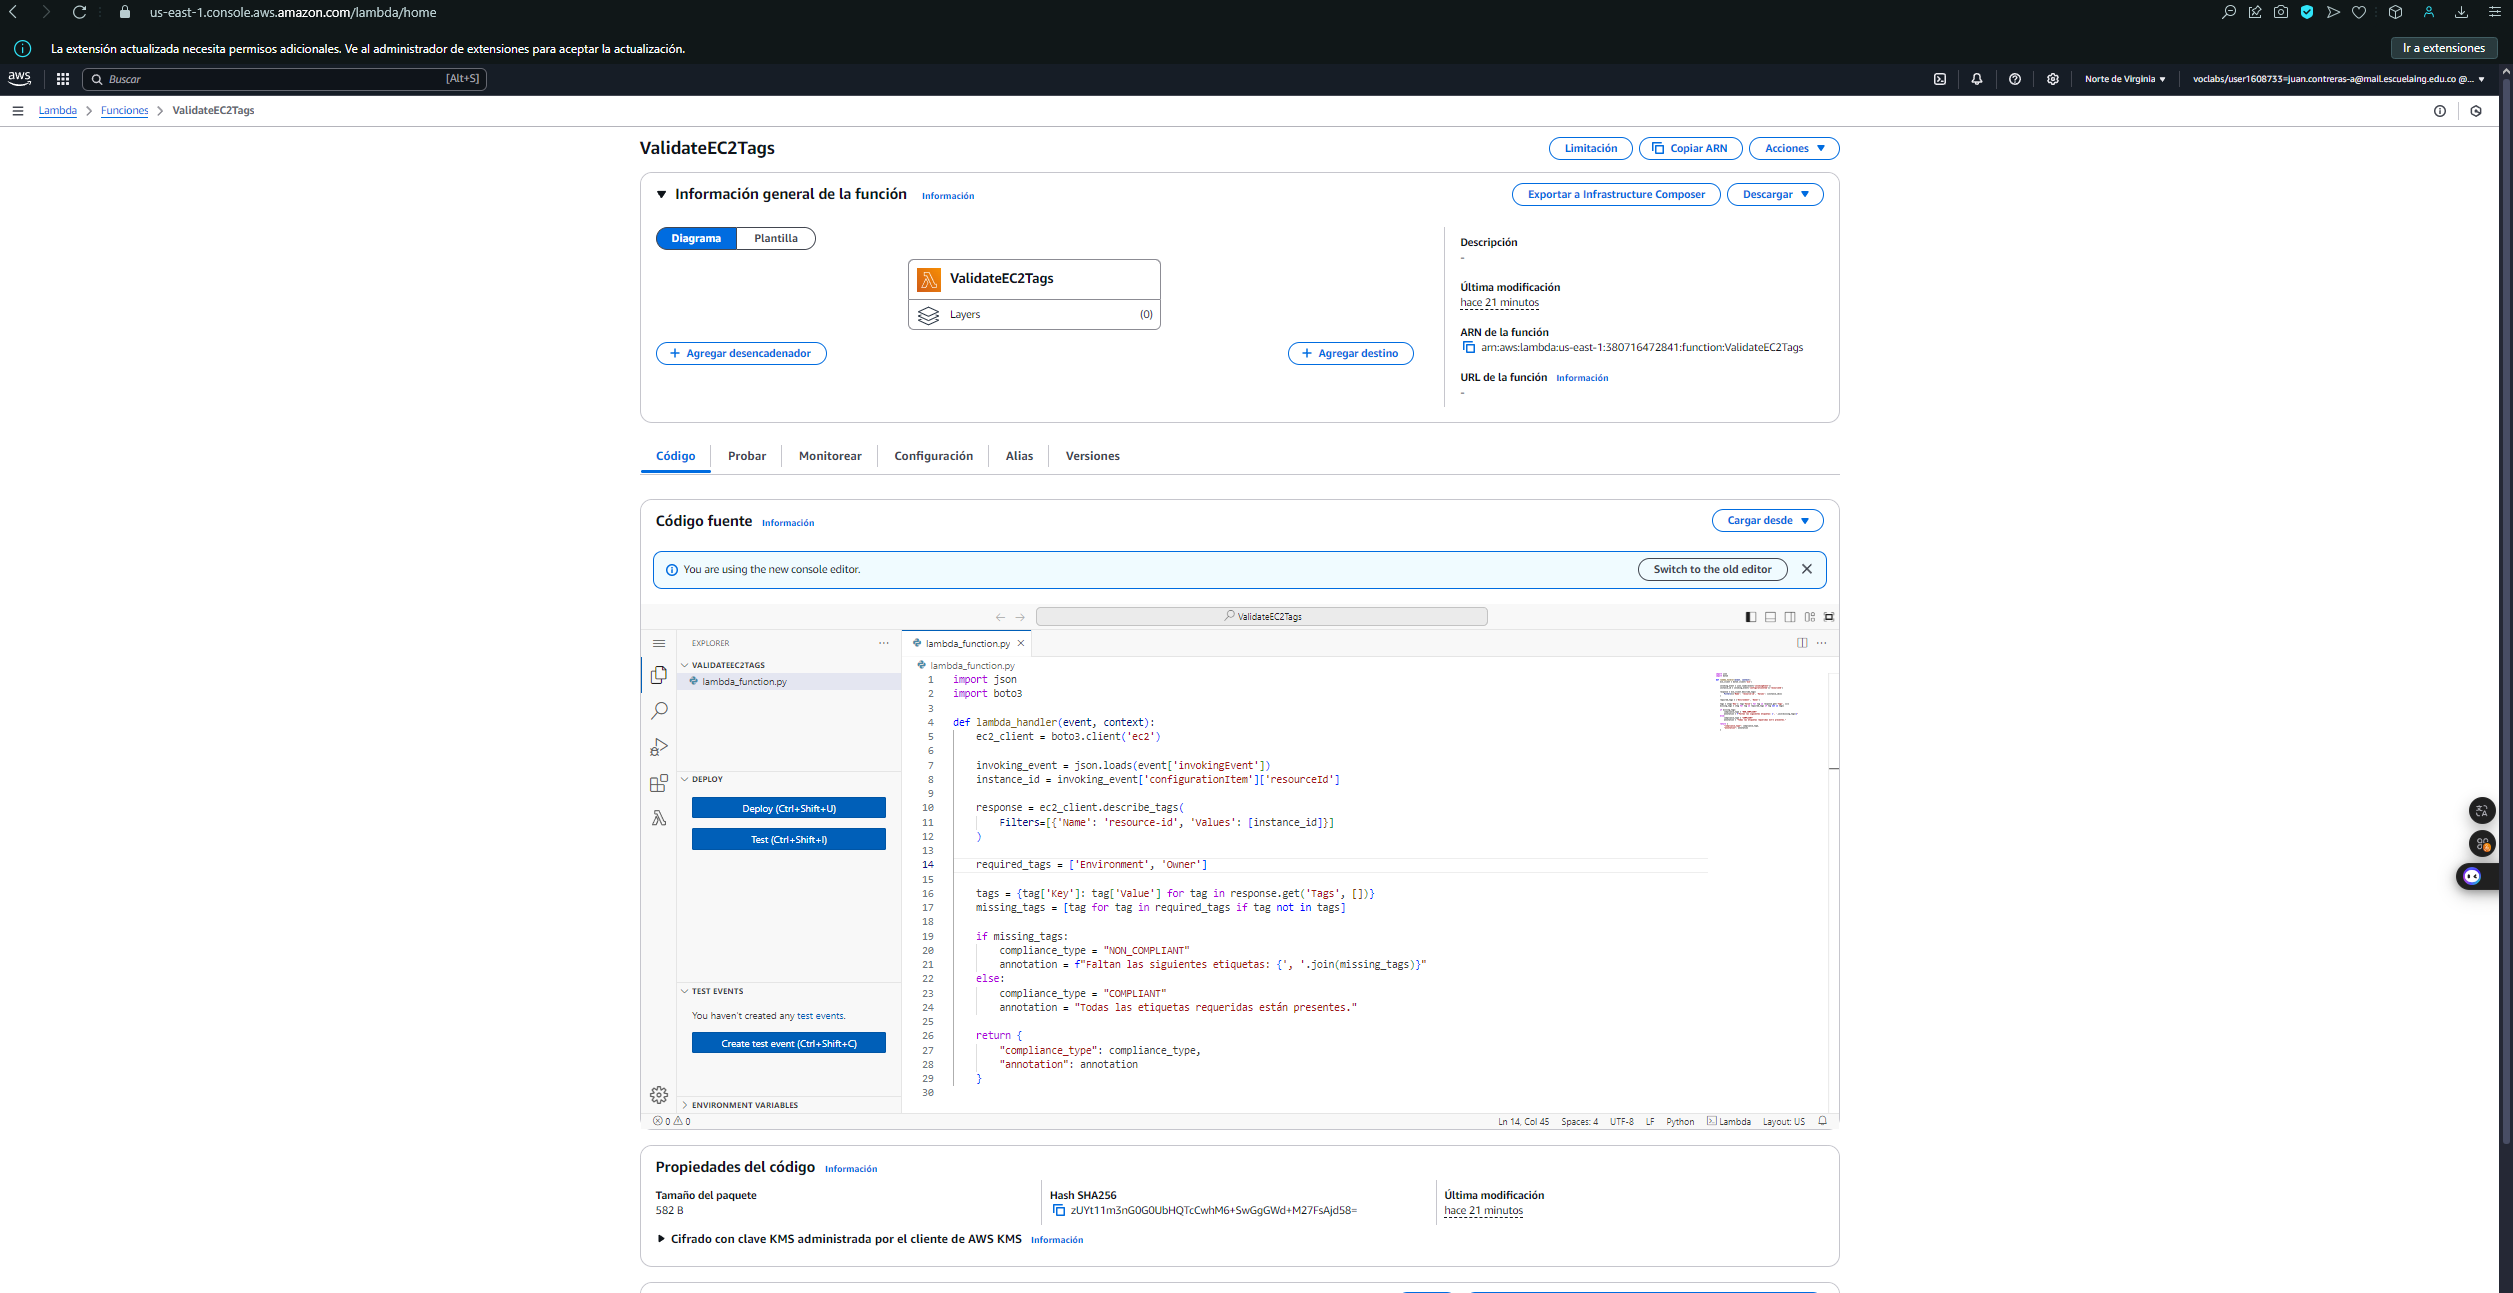 us-east-1.console.aws.amazon.com/lambda/home
La extensión actualizada necesita permisos adicionales. Ve al administrador de extensiones para aceptar la actualización.
Ir a extensiones
aws
Buscar
[Alt+S]
Norte de Virginia
voclabs/user1608733=juan.contreras-a@mail.escuelaing.edu.co @...
Lambda
Funciones
ValidateEC2Tags
ValidateEC2Tags
Limitación
Copiar ARN
Acciones
Información general de la función
Información
Exportar a Infrastructure Composer
Descargar
Diagrama
Plantilla
ValidateEC2Tags
Layers
(0)
Agregar desencadenador
Agregar destino
Descripción
-
Última modificación
hace 21 minutos
ARN de la función
arn:aws:lambda:us-east-1:380716472841:function:ValidateEC2Tags
URL de la función
Información
-
Código
Probar
Monitorear
Configuración
Alias
Versiones
Código fuente
Información
Cargar desde
You are using the new console editor.
Switch to the old editor
ValidateEC2Tags
EXPLORER
VALIDATEEC2TAGS
lambda_function.py
DEPLOY
Deploy (Ctrl+Shift+U)
Test (Ctrl+Shift+I)
TEST EVENTS
You haven't created any test events.
Create test event (Ctrl+Shift+C)
ENVIRONMENT VARIABLES
lambda_function.py
lambda_function.py
1 import json
2 import boto3
3
4 def lambda_handler(event, context):
5 ec2_client = boto3.client('ec2')
6
7 invoking_event = json.loads(event['invokingEvent'])
8 instance_id = invoking_event['configurationItem']['resourceId']
9
10 response = ec2_client.describe_tags(
11 Filters=[{'Name': 'resource-id', 'Values': [instance_id]}]
12 )
13
14 required_tags = ['Environment', 'Owner']
15
16 tags = {tag['Key']: tag['Value'] for tag in response.get('Tags', [])}
17 missing_tags = [tag for tag in required_tags if tag not in tags]
18
19 if missing_tags:
20 compliance_type = "NON_COMPLIANT"
21 annotation = f"Faltan las siguientes etiquetas: {', '.join(missing_tags)}"
22 else:
23 compliance_type = "COMPLIANT"
24 annotation = "Todas las etiquetas requeridas están presentes."
25
26 return {
27 "compliance_type": compliance_type,
28 "annotation": annotation
29 }
30
0 0
Ln 14, Col 45
Spaces: 4
UTF-8
LF
Python
Lambda
Layout: US
Propiedades del código
Información
Tamaño del paquete
582 B
Hash SHA256
zUYt11m3nG0G0UbHQTcCwhM6+SwGgGWd+M27FsAjd58=
Última modificación
hace 21 minutos
Cifrado con clave KMS administrada por el cliente de AWS KMS
Información